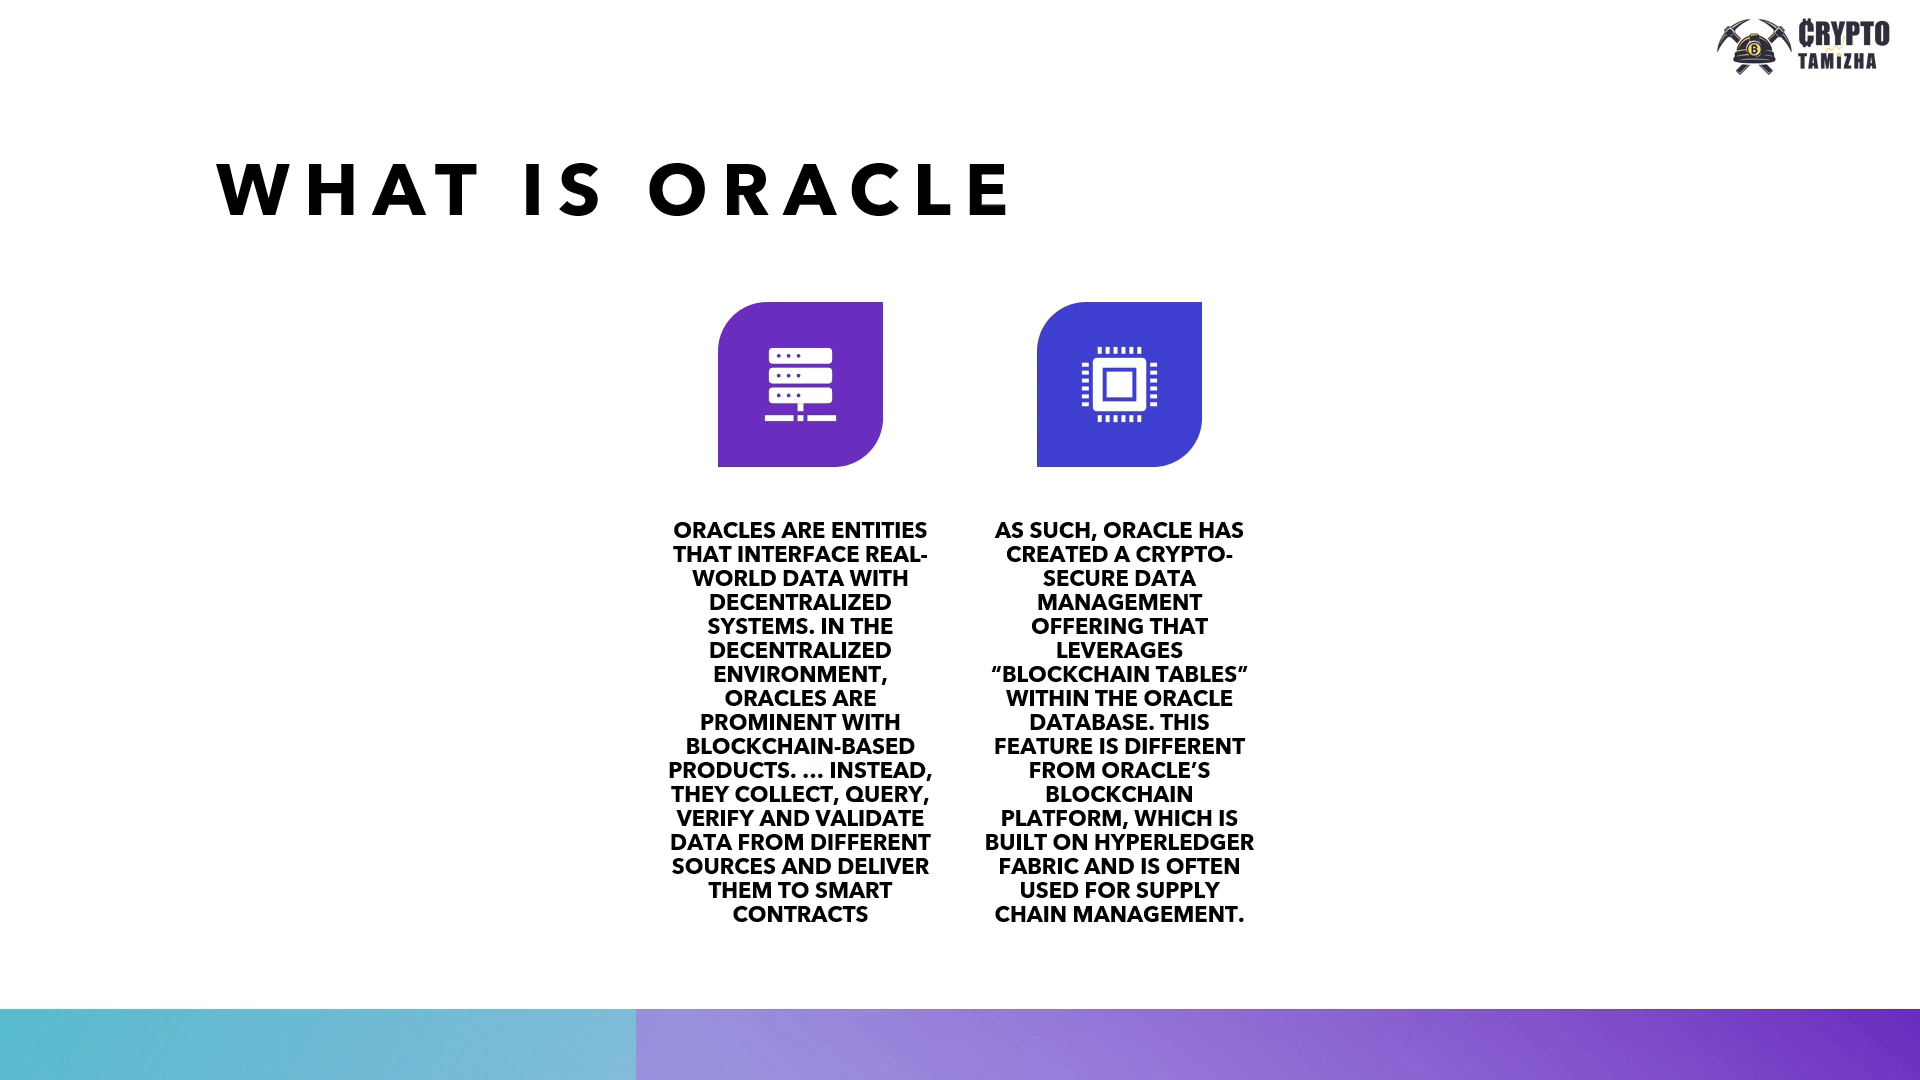 CRYPTO
TAMIZHA
WHAT IS ORACLE
ORACLES ARE ENTITIES
THAT INTERFACE REAL-
WORLD DATA WITH
DECENTRALIZED
SYSTEMS. IN THE
DECENTRALIZED
ENVIRONMENT,
ORACLES ARE
PROMINENT WITH
BLOCKCHAIN-BASED
PRODUCTS. ... INSTEAD,
THEY COLLECT, QUERY,
VERIFY AND VALIDATE
DATA FROM DIFFERENT
SOURCES AND DELIVER
THEM TO SMART
CONTRACTS
AS SUCH, ORACLE HAS
CREATED A CRYPTO-
SECURE DATA
MANAGEMENT
OFFERING THAT
LEVERAGES
“BLOCKCHAIN TABLES”
WITHIN THE ORACLE
DATABASE. THIS
FEATURE IS DIFFERENT
FROM ORACLE’S
BLOCKCHAIN
PLATFORM, WHICH IS
BUILT ON HYPERLEDGER
FABRIC AND IS OFTEN
USED FOR SUPPLY
CHAIN MANAGEMENT.